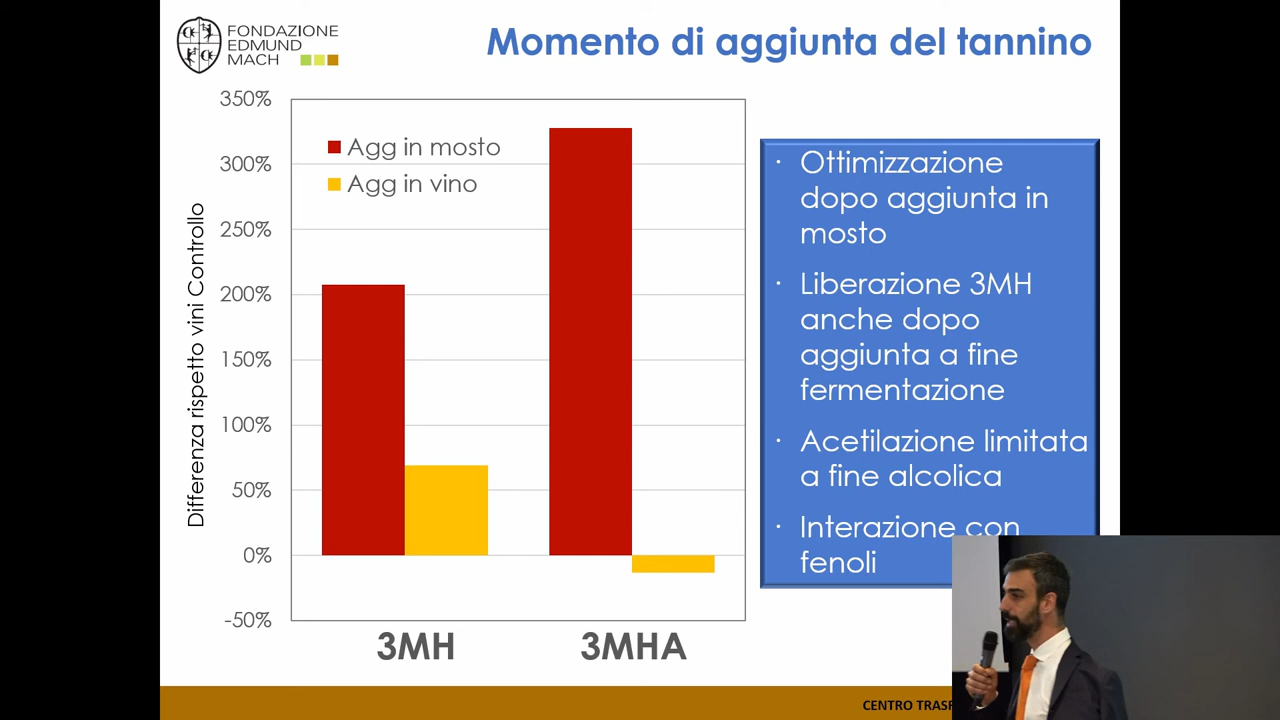 FONDAZIONE
EDMUND
MACH
Momento di aggiunta del tannino
350%
300%
250%
200%
150%
100%
50%
0%
-50%
Differenza rispetto vini Controllo
Agg in mosto
Agg in vino
3MH
3MHA
· Ottimizzazione
dopo aggiunta in
mosto
· Liberazione 3MH
anche dopo
aggiunta a fine
fermentazione
· Acetilazione limitata
a fine alcolica
· Interazione con
fenoli
CENTRO